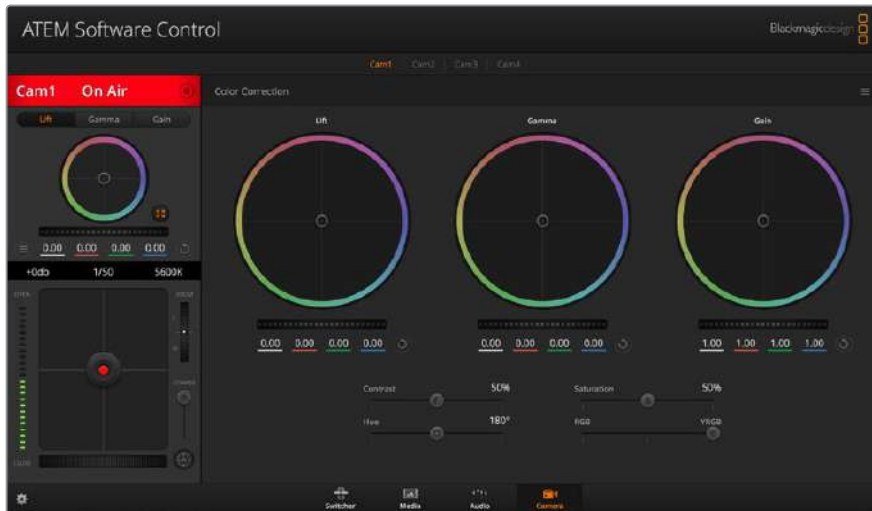 ATEM Software Control
Blackmagicdesign
Cam1 Cam2 Cam3 Cam4
Cam1 On Air
Color Correction
Lift Gamma Gain
Lift Gamma Gain
0.00 0.00 0.00 0.00
+0db 1/50 5600K
0.00 0.00 0.00 0.00
0.00 0.00 0.00 0.00
1.00 1.00 1.00 1.00
Contrast 50%
Saturation 50%
Hue 180°
RGB YRGB
Switcher Media Audio Camera